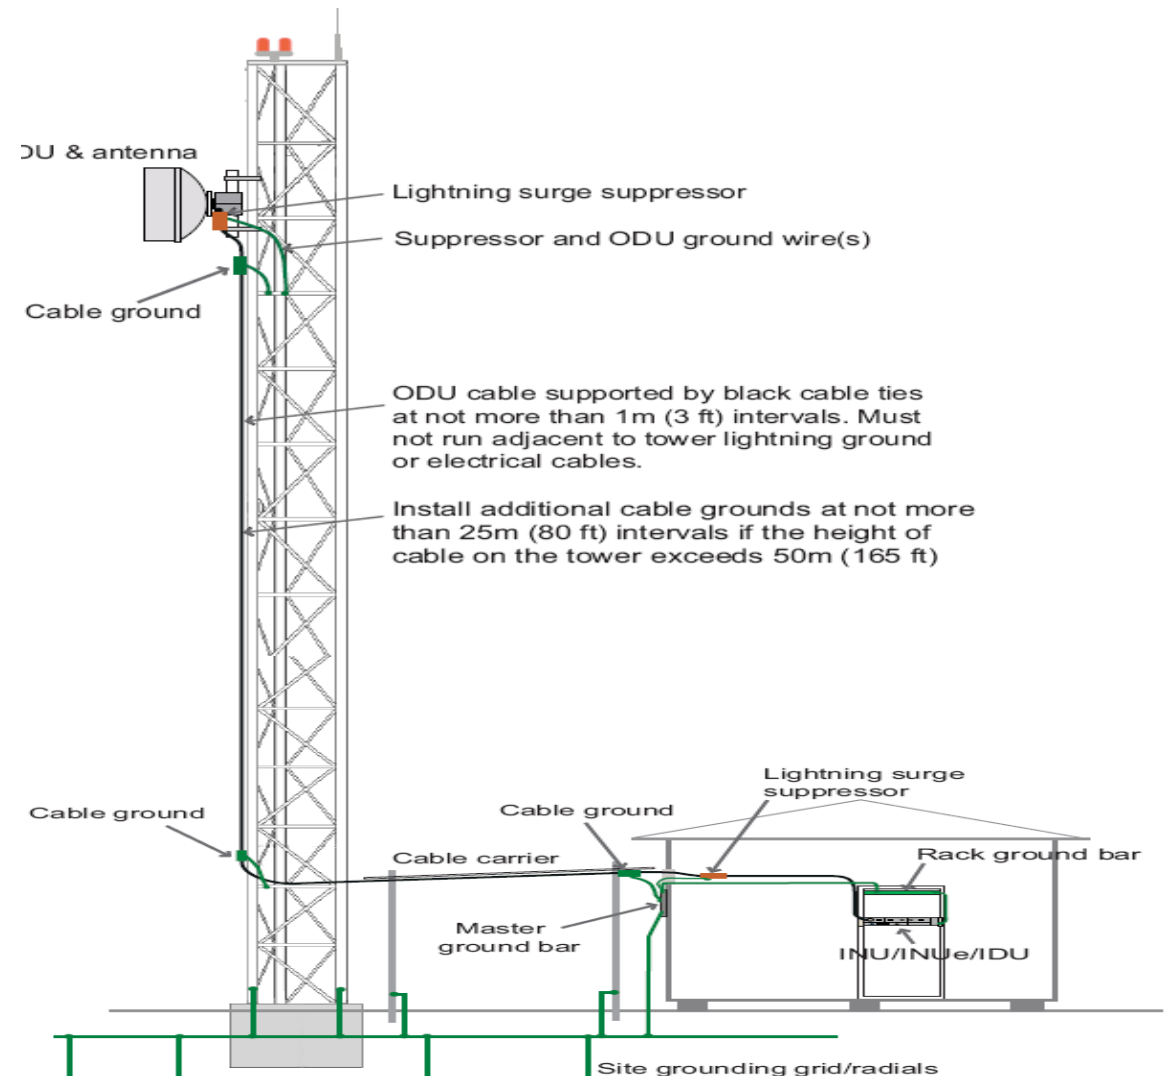 DU & antenna
Lightning surge suppressor
Suppressor and ODU ground wire(s)
Cable ground
ODU cable supported by black cable ties
at not more than 1m (3 ft) intervals. Must
not run adjacent to tower lightning ground
or electrical cables.
Install additional cable grounds at not more
than 25m (80 ft) intervals if the height of
cable on the tower exceeds 50m (165 ft)
Lightning surge
suppressor
Cable ground
Cable ground
Cable carrier
Rack ground bar
Master
ground bar
INU/INUe/IDU
Site grounding grid/radials